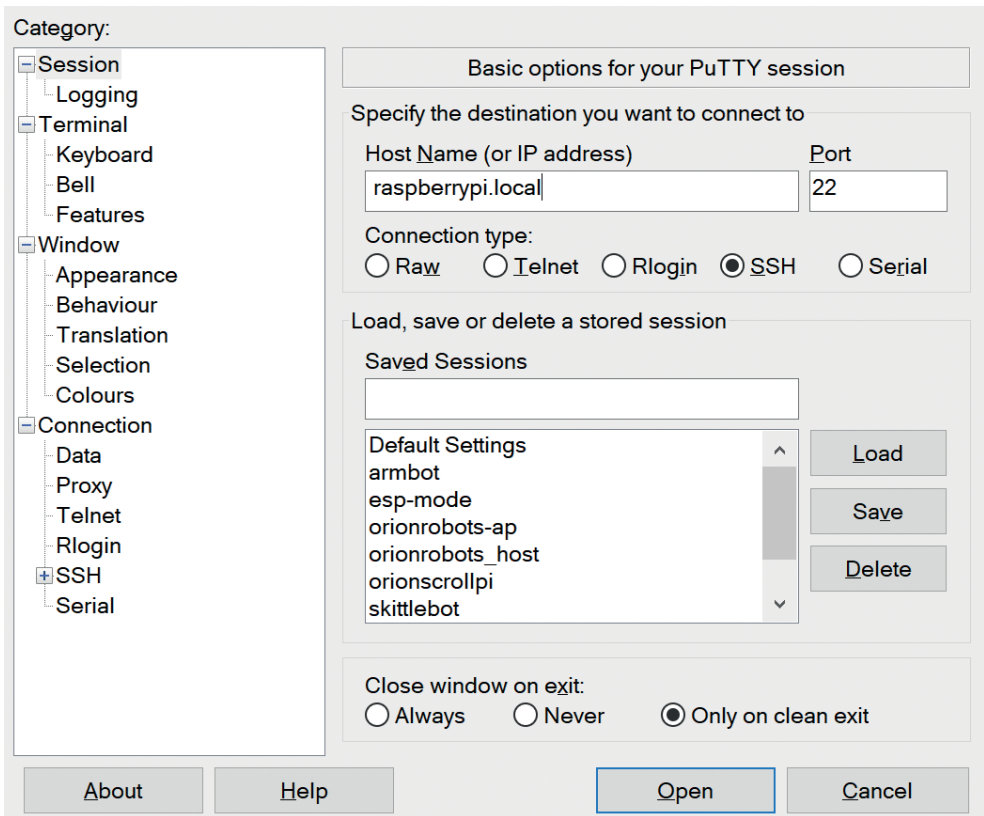 Category:
Session
Logging
Terminal
Keyboard
Bell
Features
Window
Appearance
Behaviour
Translation
Selection
Colours
Connection
Data
Proxy
Telnet
Rlogin
SSH
Serial
Basic options for your PuTTY session
Specify the destination you want to connect to
Host Name (or IP address) Port
raspberrypi.local 22
Connection type:
Raw Telnet Rlogin SSH Serial
Load, save or delete a stored session
Saved Sessions
Default Settings
armbot
esp-mode
orionrobots-ap
orionrobots_host
orionscrollpi
skittlebot
Load
Save
Delete
Close window on exit:
Always Never Only on clean exit
About Help Open Cancel